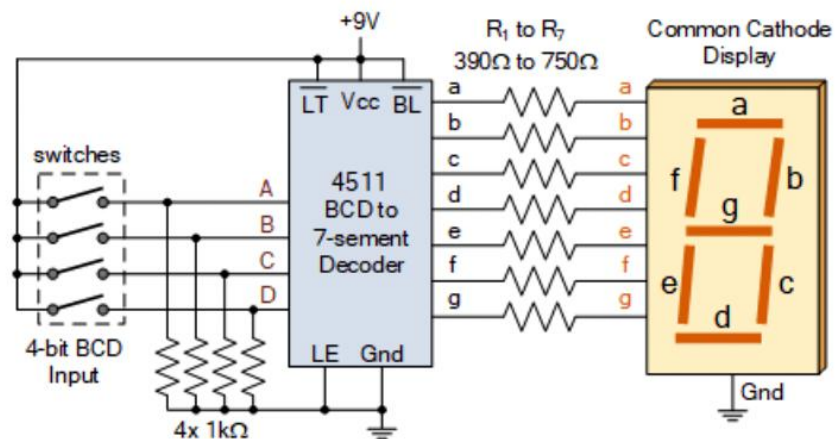 +9V
R1 to R7
390Ω to 750Ω
Common Cathode
Display
LT Vcc BL
switches
A
B
C
D
4511
BCD to
7-sement
Decoder
a
b
c
d
e
f
g
a
b
c
d
e
f
g
a
f
b
g
e
c
d
4-bit BCD
Input
LE Gnd
4x 1kΩ
Gnd